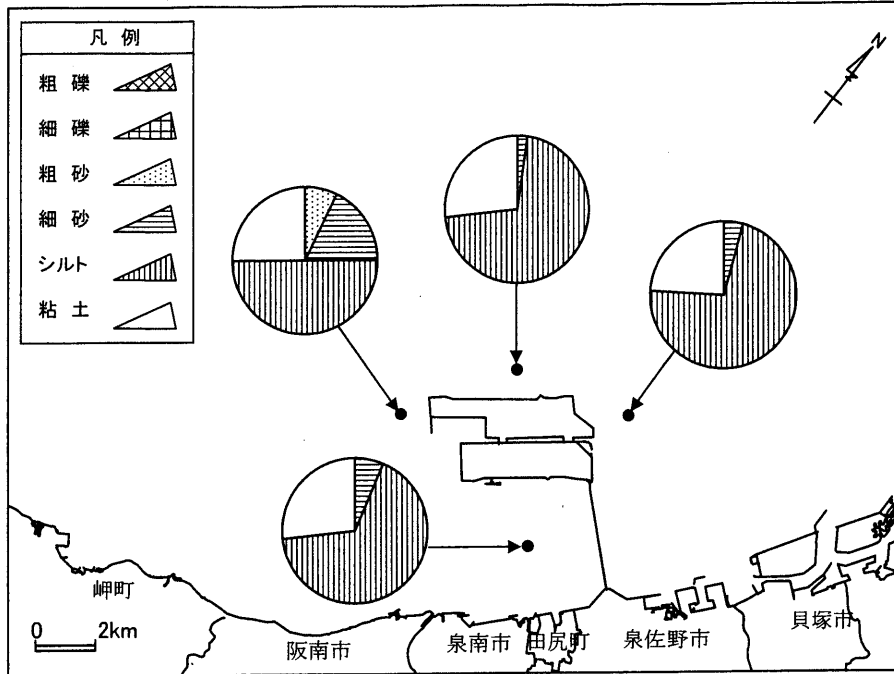 凡 例
粗 礫
細 礫
粗 砂
細 砂
シルト
粘 土
N
岬町
0 2km
阪南市
泉南市
田尻町
泉佐野市
貝塚市